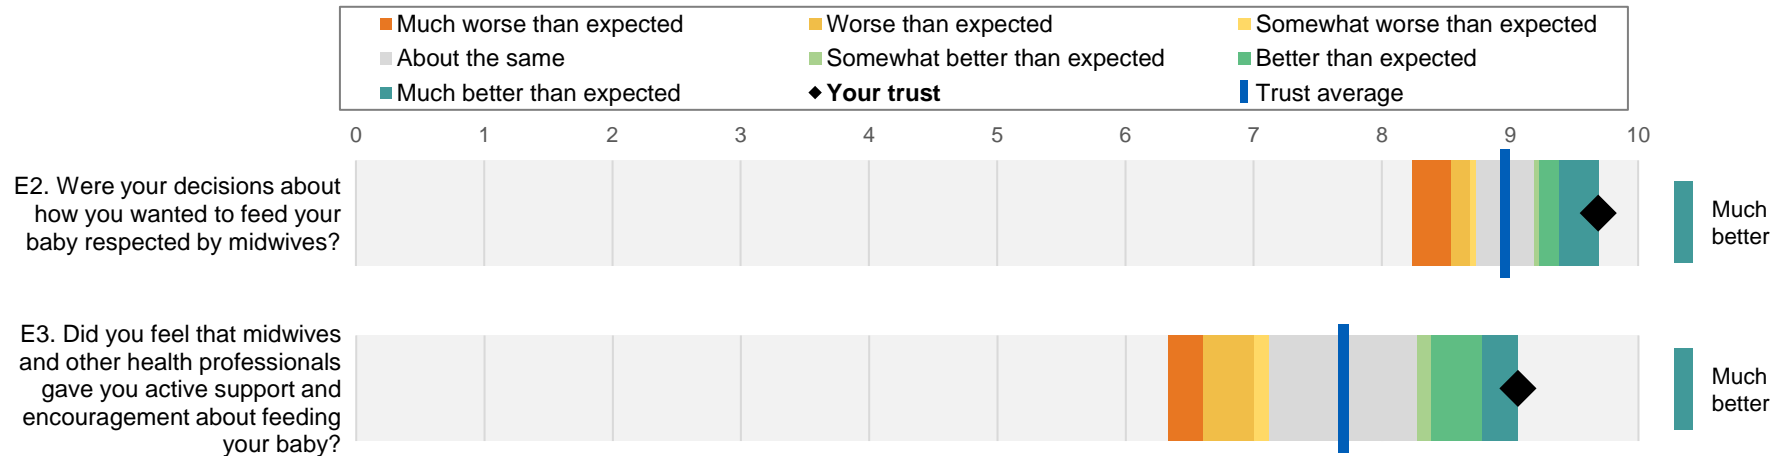 Much worse than expected
Worse than expected
Somewhat worse than expected
About the same
Somewhat better than expected
Better than expected
Much better than expected
Your trust
Trust average
0 1 2 3 4 5 6 7 8 9 10
E2. Were your decisions about
how you wanted to feed your
baby respected by midwives?
Much
better
E3. Did you feel that midwives
and other health professionals
gave you active support and
encouragement about feeding
your baby?
Much
better